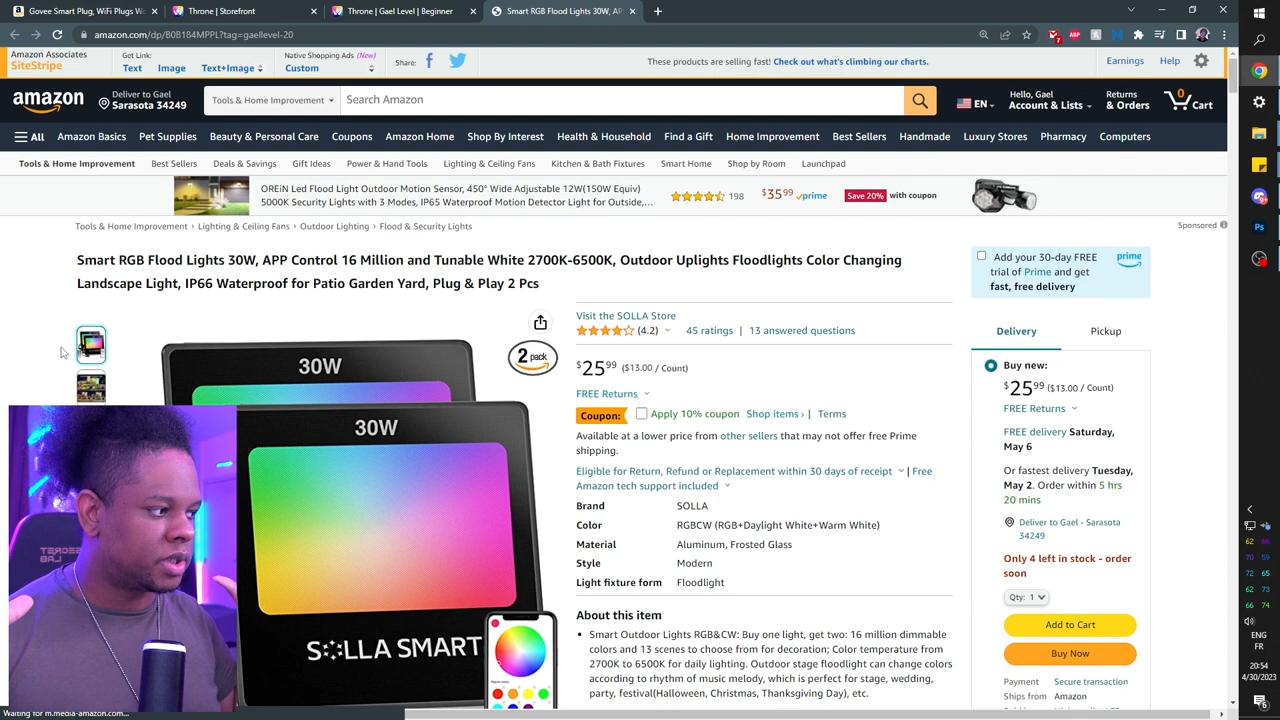 Govee Smart Plug, WiFi Plugs Wo
Throne | Storefront
Throne | Gael Level | Beginner
Smart RGB Flood Lights 30W, AP
amazon.com/dp/B0B184MPPL?tag=gaellevel-20
Amazon Associates
SiteStripe
Get Link:
Text Image Text+Image
Native Shopping Ads (New)
Custom
Share:
These products are selling fast! Check out what's climbing our charts.
Earnings Help
amazon
Deliver to Gael
Sarasota 34249
Tools & Home Improvement
Search Amazon
EN
Hello, Gael
Account & Lists
Returns
& Orders
0
Cart
All Amazon Basics Pet Supplies Beauty & Personal Care Coupons Amazon Home Shop By Interest Health & Household Find a Gift Home Improvement Best Sellers Handmade Luxury Stores Pharmacy Computers
Tools & Home Improvement Best Sellers Deals & Savings Gift Ideas Power & Hand Tools Lighting & Ceiling Fans Kitchen & Bath Fixtures Smart Home Shop by Room Launchpad
OREiN Led Flood Light Outdoor Motion Sensor, 450° Wide Adjustable 12W(150W Equiv)
5000K Security Lights with 3 Modes, IP65 Waterproof Motion Detector Light for Outside,...
198
$35.99 prime
Save 20% with coupon
Sponsored
Tools & Home Improvement › Lighting & Ceiling Fans › Outdoor Lighting › Flood & Security Lights
Smart RGB Flood Lights 30W, APP Control 16 Million and Tunable White 2700K-6500K, Outdoor Uplights Floodlights Color Changing
Landscape Light, IP66 Waterproof for Patio Garden Yard, Plug & Play 2 Pcs
30W
2 pack
30W
SOLLA SMART
Visit the SOLLA Store
(4.2) 45 ratings | 13 answered questions
$25.99 ($13.00 / Count)
FREE Returns
Coupon: Apply 10% coupon Shop items › | Terms
Available at a lower price from other sellers that may not offer free Prime
shipping.
Eligible for Return, Refund or Replacement within 30 days of receipt | Free
Amazon tech support included
Brand SOLLA
Color RGBCW (RGB+Daylight White+Warm White)
Material Aluminum, Frosted Glass
Style Modern
Light fixture form Floodlight
About this item
• Smart Outdoor Lights RGB&CW: Buy one light, get two: 16 million dimmable
colors and 13 scenes to choose from for decoration; Color temperature from
2700K to 6500K for daily lighting. Outdoor stage floodlight can change colors
according to rhythm of music melody, which is perfect for stage, wedding,
party, festival(Halloween, Christmas, Thanksgiving Day), etc.
Add your 30-day FREE
trial of Prime and get
fast, free delivery
prime
Delivery Pickup
Buy new:
$25.99 ($13.00 / Count)
FREE Returns
FREE delivery Saturday,
May 6
Or fastest delivery Tuesday,
May 2. Order within 5 hrs
20 mins
Deliver to Gael - Sarasota
34249
Only 4 left in stock - order
soon
Qty: 1
Add to Cart
Buy Now
Payment Secure transaction
Ships from Amazon
Waiting for m.media-amazon.com...
ENG
FR
20:54
4/30/2023